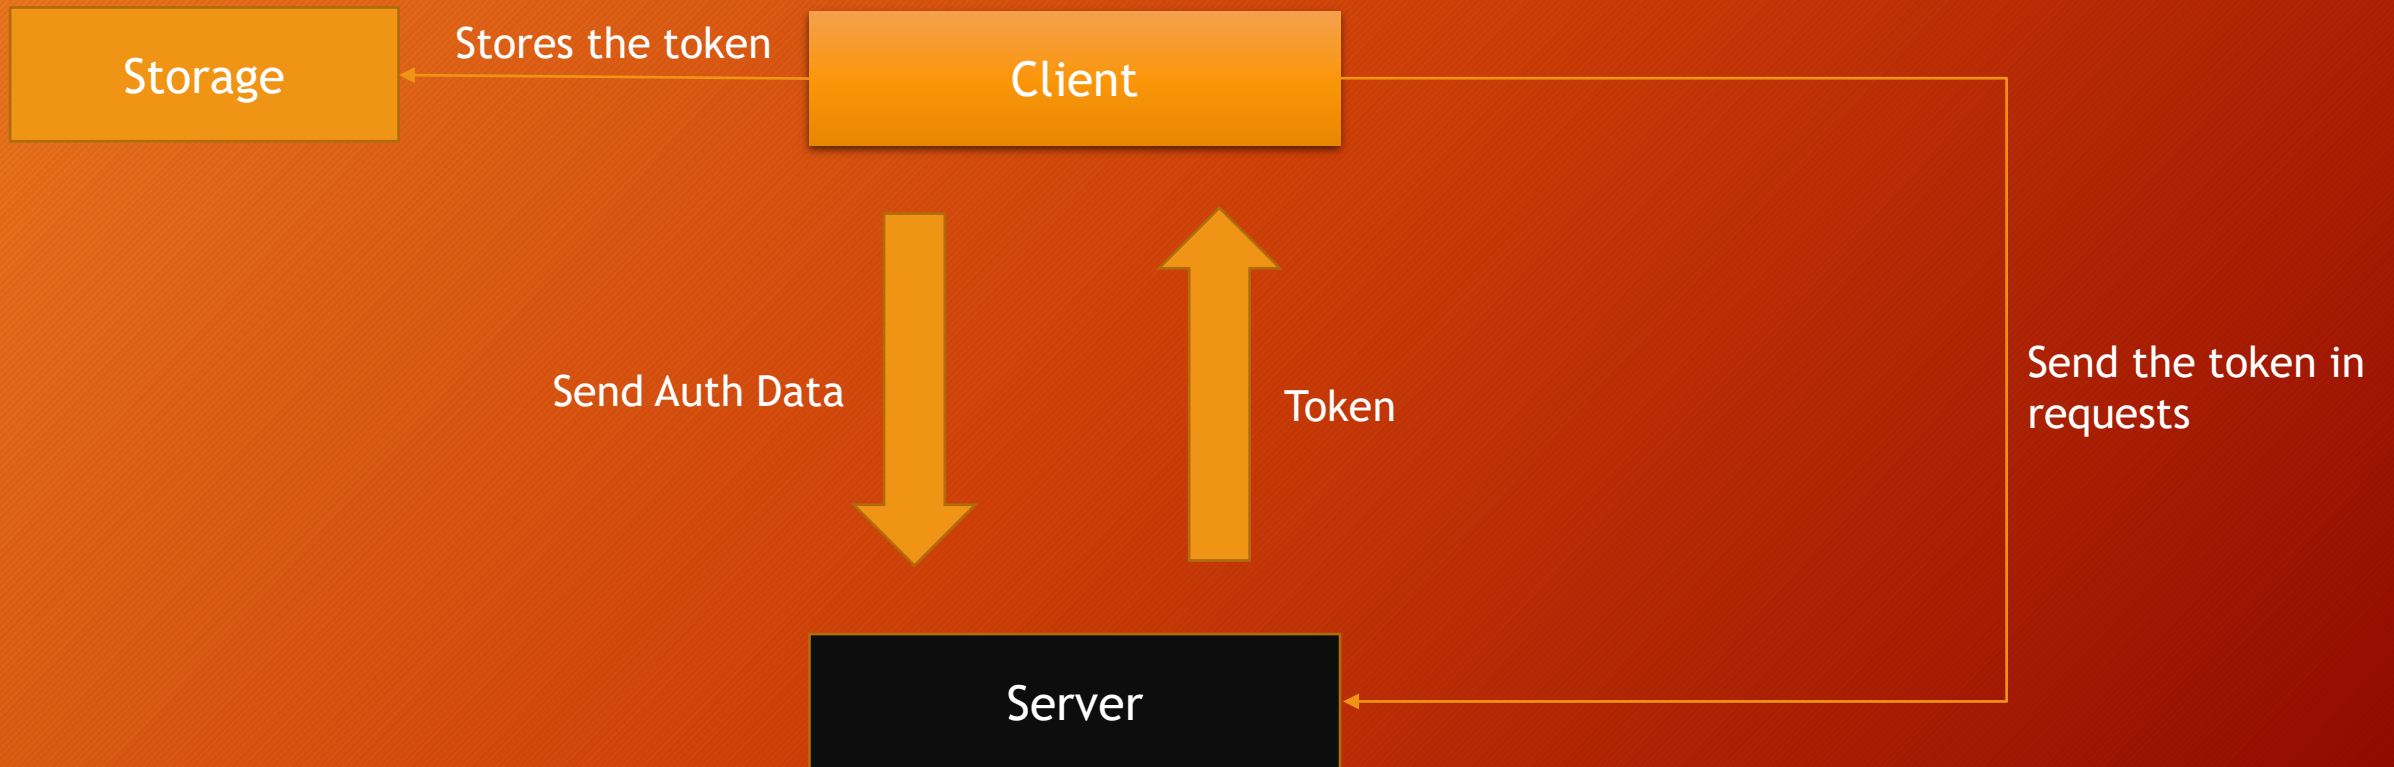 Storage
Stores the token
Client
Send Auth Data
Token
Send the token in
requests
Server